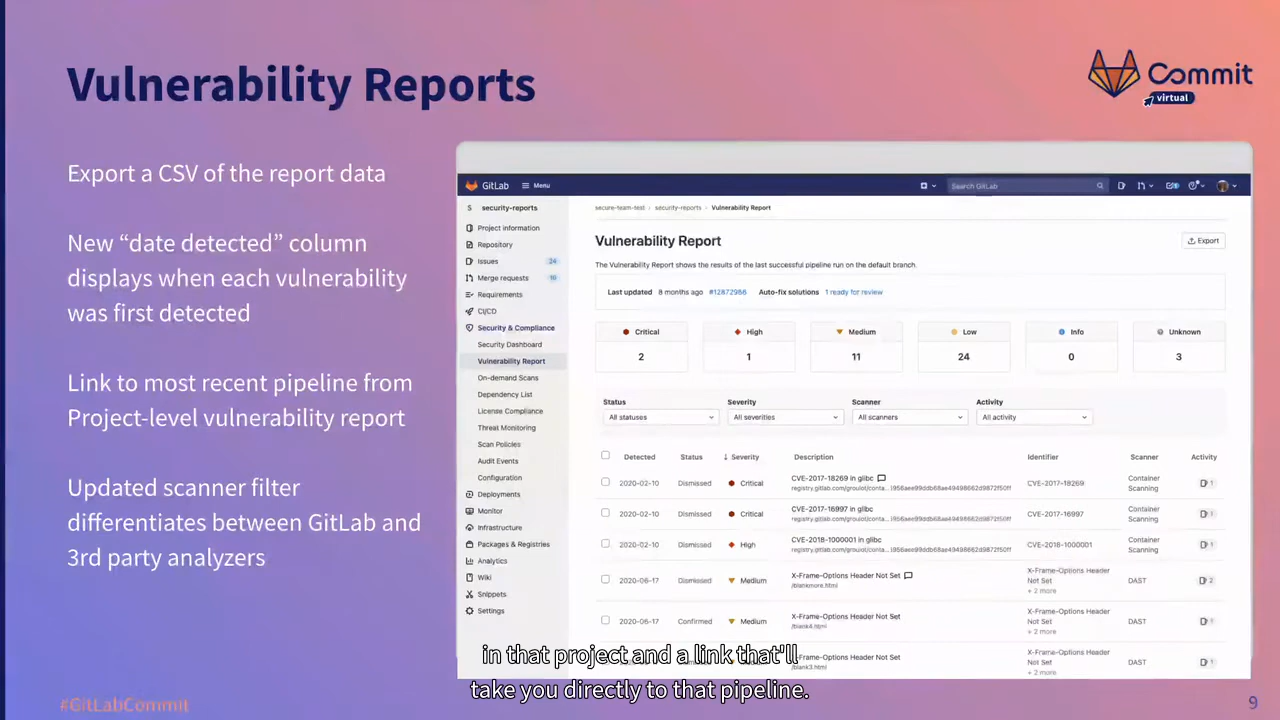 Vulnerability Reports
Commit
virtual
Export a CSV of the report data
New “date detected” column
displays when each vulnerability
was first detected
Link to most recent pipeline from
Project-level vulnerability report
Updated scanner filter
differentiates between GitLab and
3rd party analyzers
GitLab
Menu
Search GitLab
S security-reports
Project information
Repository
Issues 24
Merge requests 10
Requirements
CI/CD
Security & Compliance
Security Dashboard
Vulnerability Report
On-demand Scans
Dependency List
License Compliance
Threat Monitoring
Scan Policies
Audit Events
Configuration
Deployments
Monitor
Infrastructure
Packages & Registries
Analytics
Wiki
Snippets
Settings
secure-team-test › security-reports › Vulnerability Report
Vulnerability Report
Export
The Vulnerability Report shows the results of the last successful pipeline run on the default branch.
Last updated 8 months ago #12872986 Auto-fix solutions 1 ready for review
Critical High Medium Low Info Unknown
2 1 11 24 0 3
Status Severity Scanner Activity
All statuses All severities All scanners All activity
Detected Status ↓ Severity Description Identifier Scanner Activity
2020-02-10 Dismissed Critical CVE-2017-18269 in glibc CVE-2017-18269 Container Scanning 1
2020-02-10 Dismissed Critical CVE-2017-16997 in glibc CVE-2017-16997 Container Scanning 1
2020-02-10 Dismissed High CVE-2018-1000001 in glibc CVE-2018-1000001 Container Scanning 1
2020-06-17 Dismissed Medium X-Frame-Options Header Not Set X-Frame-Options Header Not Set DAST 2
/blankmore.html + 2 more
2020-06-17 Confirmed Medium X-Frame-Options Header Not Set X-Frame-Options Header Not Set DAST 1
/blank4.html + 2 more
X-Frame-Options Header Not Set X-Frame-Options Header Not Set DAST 1
/blank3.html + 2 more
in that project and a link that'll
take you directly to that pipeline.
#GitLabCommit
9